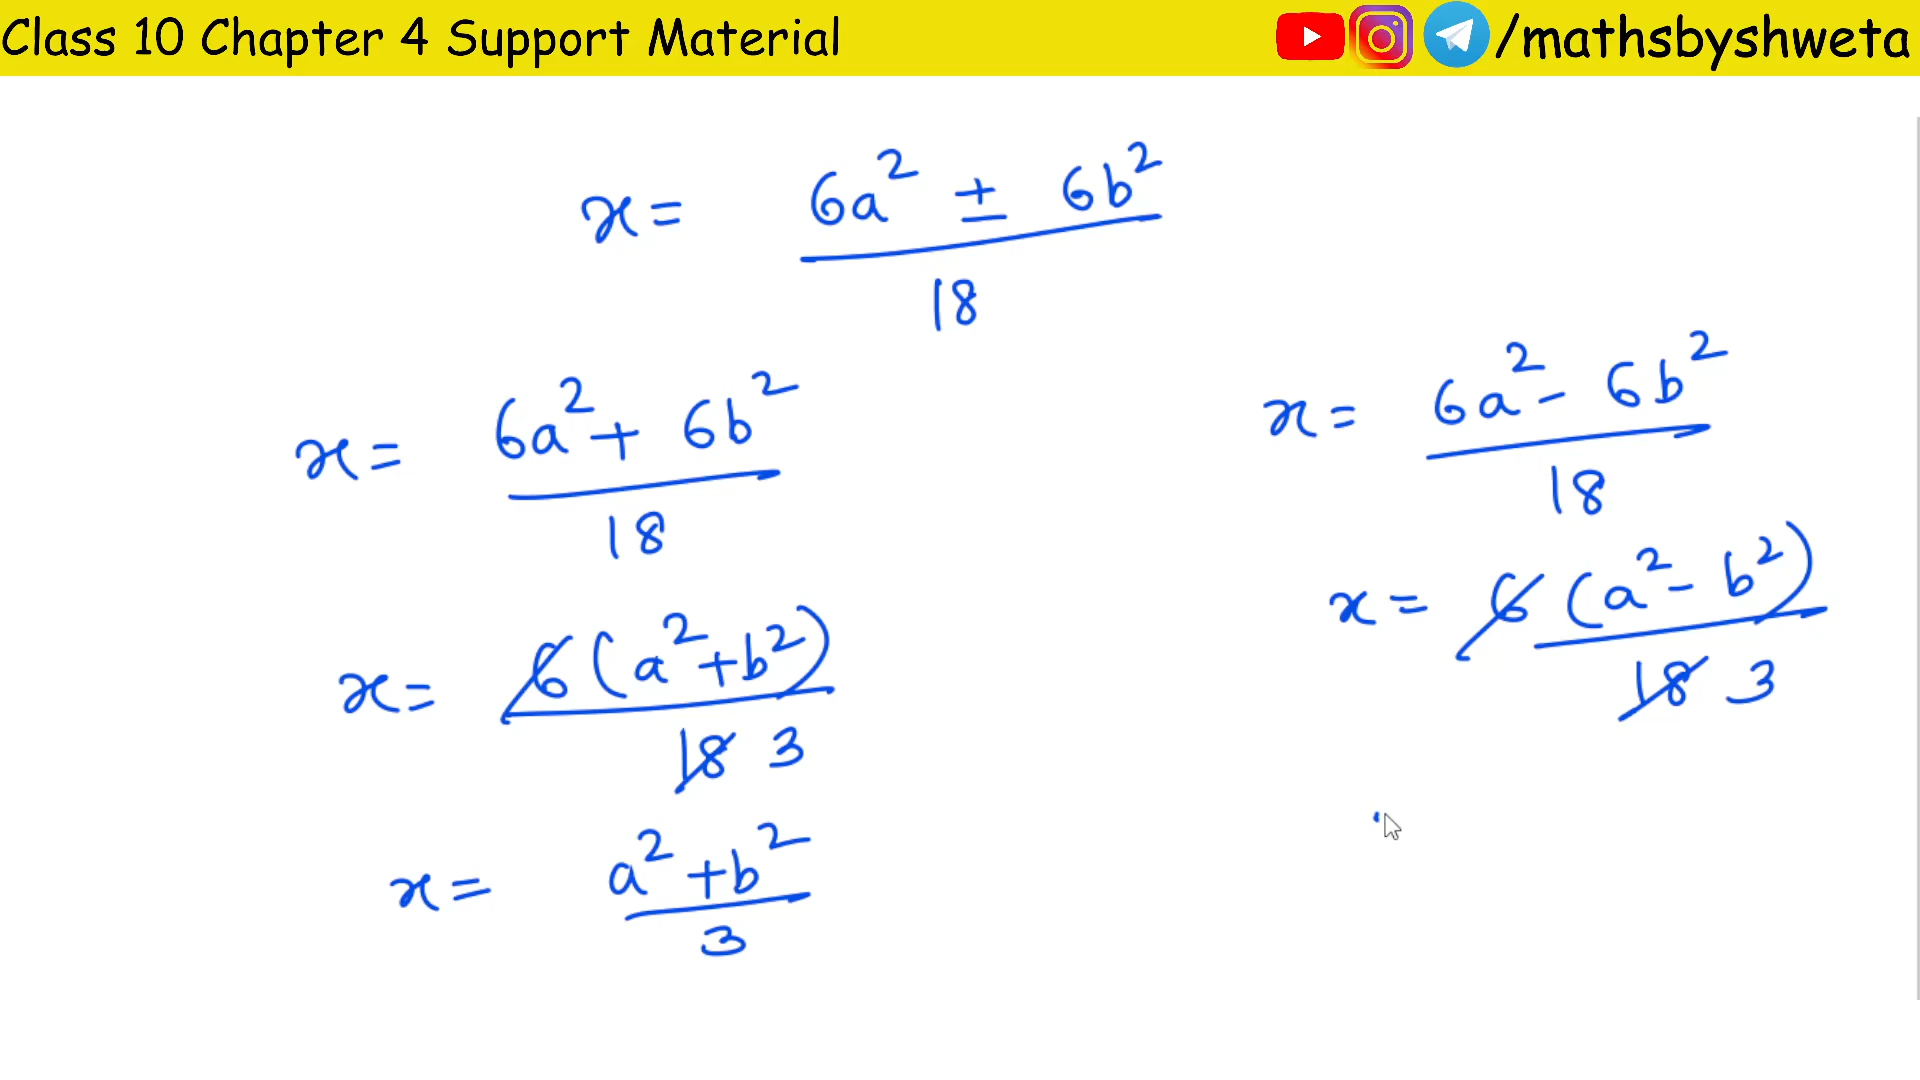 Class 10 Chapter 4 Support Material
/mathsbyshweta
x = 6a² ± 6b²
18
x = 6a² + 6b²
18
x = 6(a² + b²)
18 3
x = a² + b²
3
x = 6a² - 6b²
18
x = 6(a² - b²)
18 3